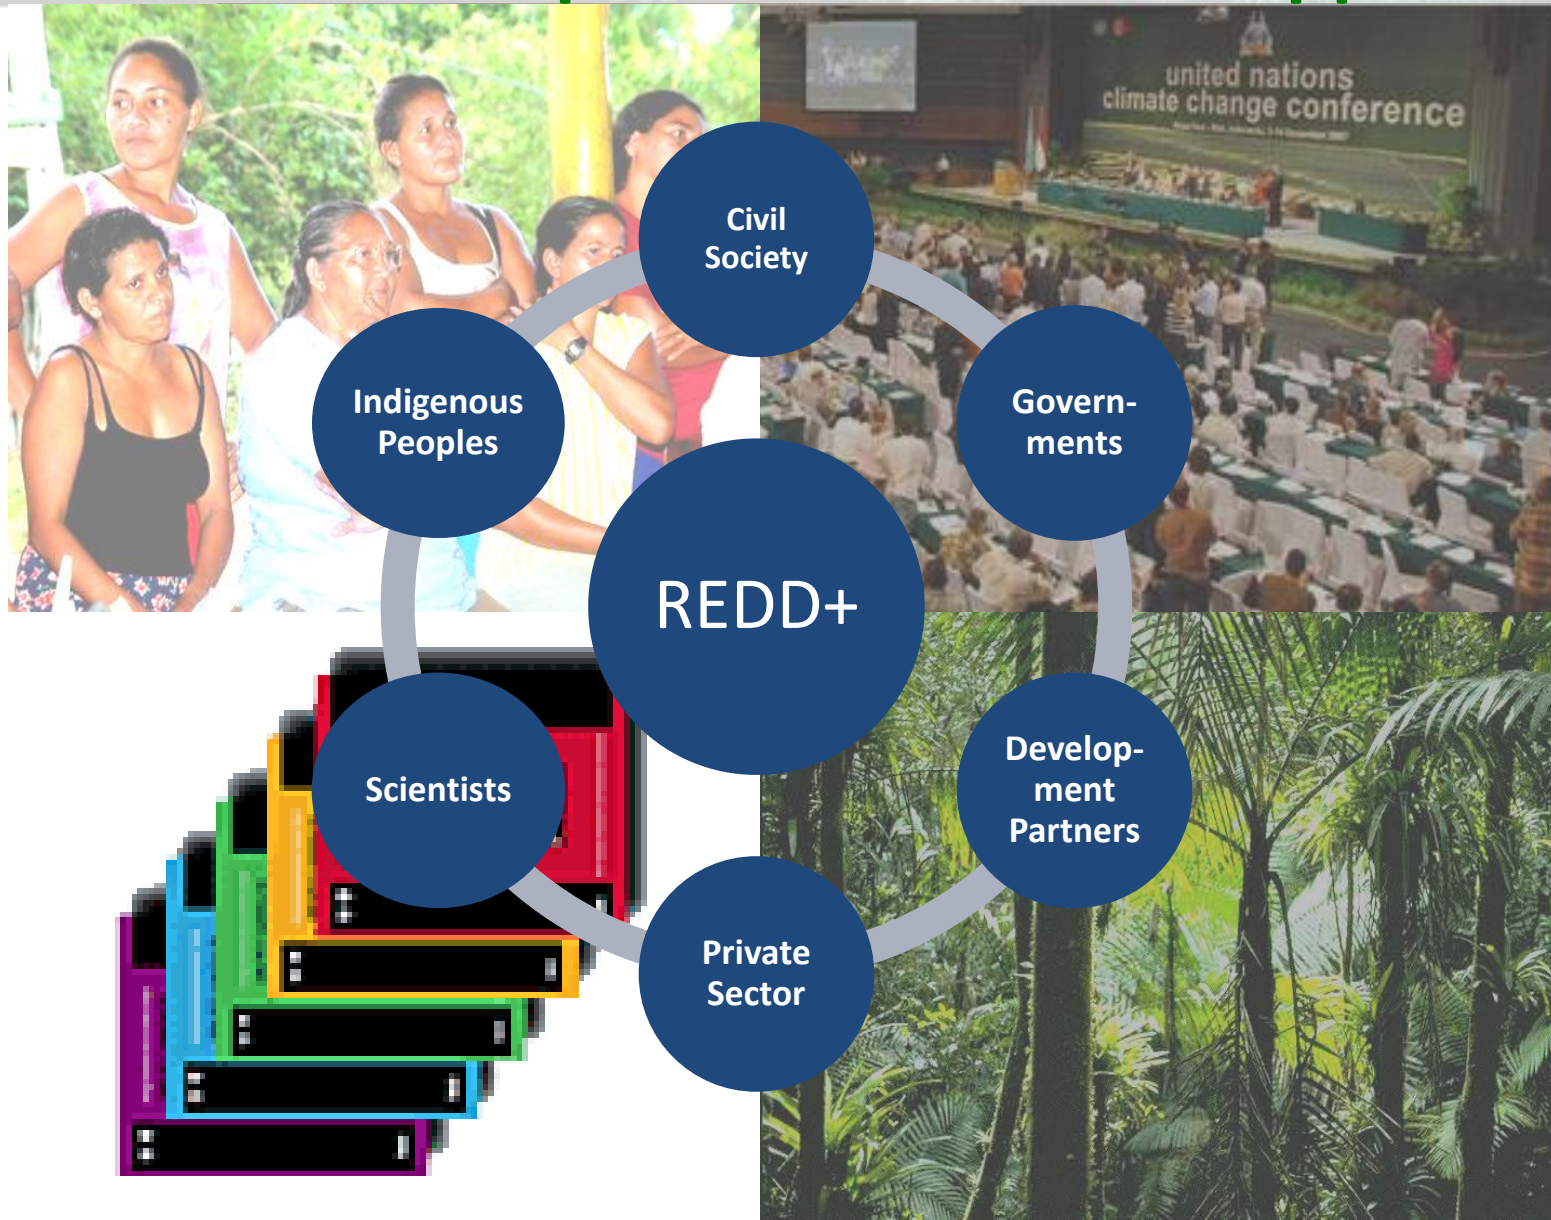 united nations
climate change conference
Civil
Society
Indigenous
Peoples
Govern-
ments
REDD+
Scientists
Develop-
ment
Partners
Private
Sector